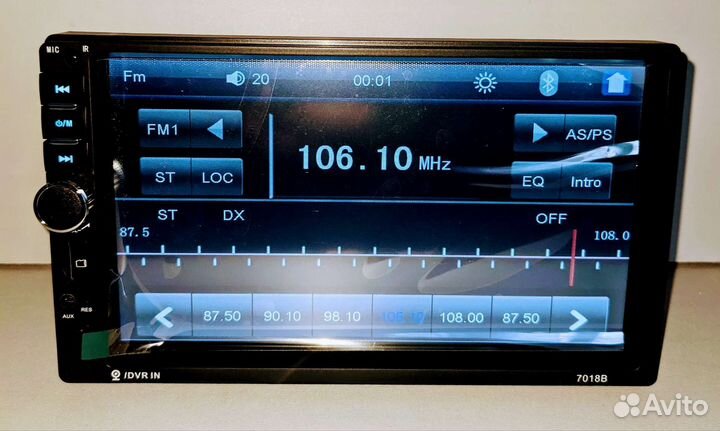 MIC IR
Fm 20 00:01
⏻/M
FM1 AS/PS
106.10 MHz
ST LOC EQ Intro
ST DX OFF
87.5 108.0
87.50 90.10 98.10 106.10 108.00 87.50
AUX RES
/DVR IN 7018B
Avito